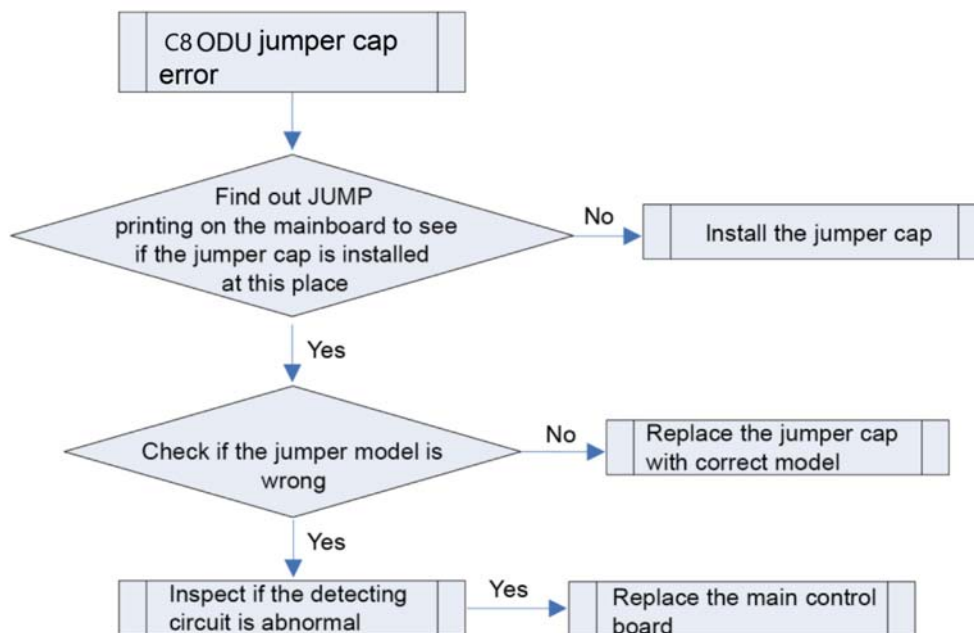 C8 ODU jumper cap
error
Find out JUMP
printing on the mainboard to see
if the jumper cap is installed
at this place
No
Install the jumper cap
Yes
Check if the jumper model is
wrong
No
Replace the jumper cap
with correct model
Yes
Inspect if the detecting
circuit is abnormal
Yes
Replace the main control
board